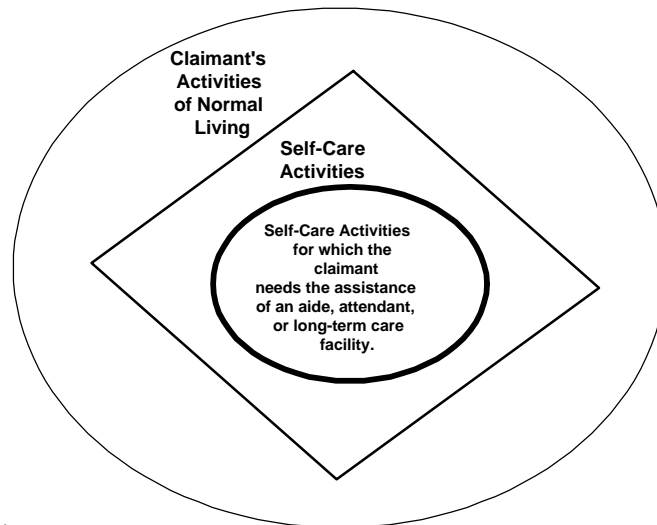 Claimant's
Activities
of Normal
Living
Self-Care
Activities
Self-Care Activities
for which the
claimant
needs the assistance
of an aide, attendant,
or long-term care
facility.